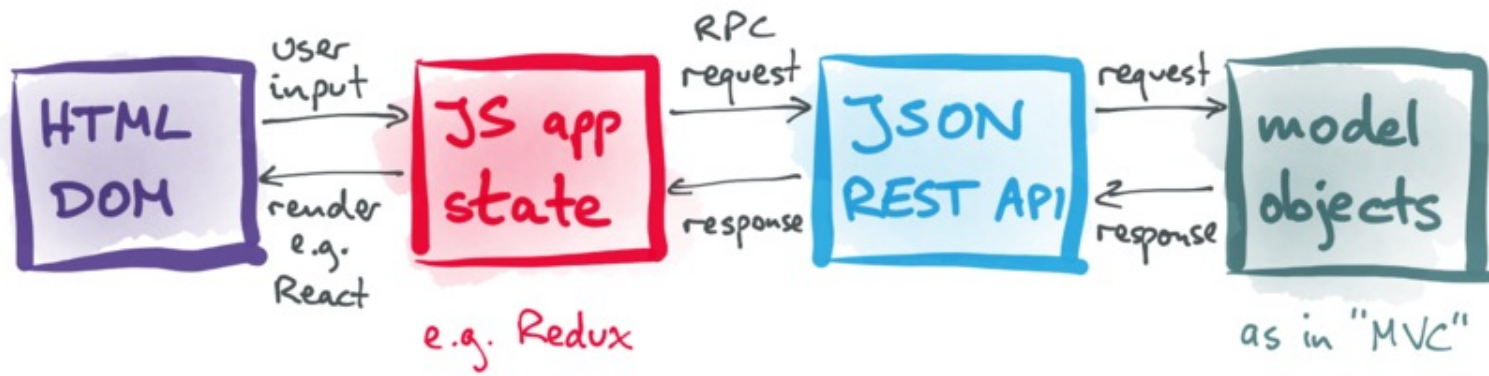 HTML
DOM
user
input
render
e.g.
React
JS app
state
e.g. Redux
RPC
request
response
JSON
REST API
request
response
model
objects
as in "MVC"